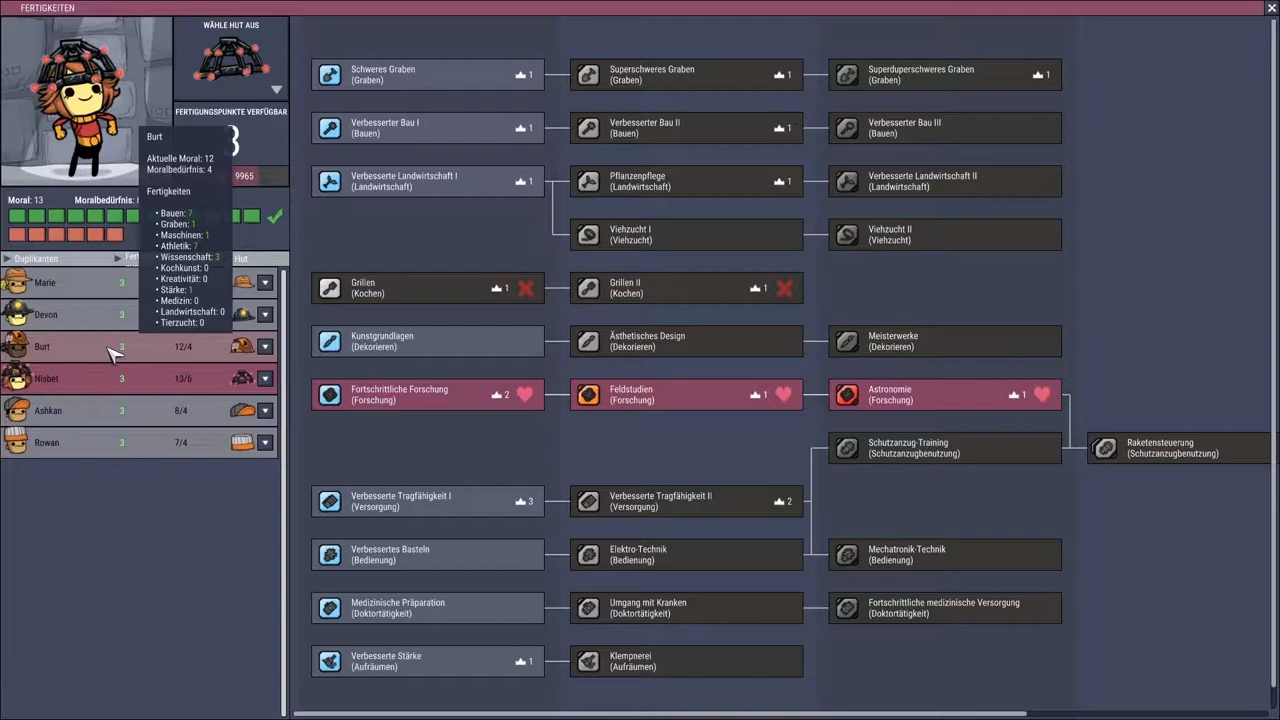 FERTIGKEITEN
WÄHLE HUT AUS
FERTIGUNGSPUNKTE VERFÜGBAR
3
9965
Moral: 13
Moralbedürfnis:
Burt
Aktuelle Moral: 12
Moralbedürfnis: 4
Fertigkeiten
• Bauen: 7
• Graben: 1
• Maschinen: 1
• Athletik: 7
• Wissenschaft: 3
• Kochkunst: 0
• Kreativität: 0
• Stärke: 1
• Medizin: 0
• Landwirtschaft: 0
• Tierzucht: 0
Duplikanten
Hut
Marie 3
Devon 3
Burt 3 12/4
Nisbet 3 13/6
Ashkan 3 8/4
Rowan 3 7/4
Schweres Graben 1
(Graben)
Superschweres Graben 1
(Graben)
Superduperschweres Graben 1
(Graben)
Verbesserter Bau I 1
(Bauen)
Verbesserter Bau II 1
(Bauen)
Verbesserter Bau III
(Bauen)
Verbesserte Landwirtschaft I 1
(Landwirtschaft)
Pflanzenpflege 1
(Landwirtschaft)
Verbesserte Landwirtschaft II
(Landwirtschaft)
Viehzucht I
(Viehzucht)
Viehzucht II
(Viehzucht)
Grillen 1
(Kochen)
Grillen II 1
(Kochen)
Kunstgrundlagen
(Dekorieren)
Ästhetisches Design
(Dekorieren)
Meisterwerke
(Dekorieren)
Fortschrittliche Forschung 2
(Forschung)
Feldstudien 1
(Forschung)
Astronomie 1
(Forschung)
Schutzanzug-Training
(Schutzanzugbenutzung)
Raketensteuerung
(Schutzanzugbenutzung)
Verbesserte Tragfähigkeit I 3
(Versorgung)
Verbesserte Tragfähigkeit II 2
(Versorgung)
Verbessertes Basteln
(Bedienung)
Elektro-Technik
(Bedienung)
Mechatronik-Technik
(Bedienung)
Medizinische Präparation
(Doktortätigkeit)
Umgang mit Kranken
(Doktortätigkeit)
Fortschrittliche medizinische Versorgung
(Doktortätigkeit)
Verbesserte Stärke 1
(Aufräumen)
Klempnerei
(Aufräumen)